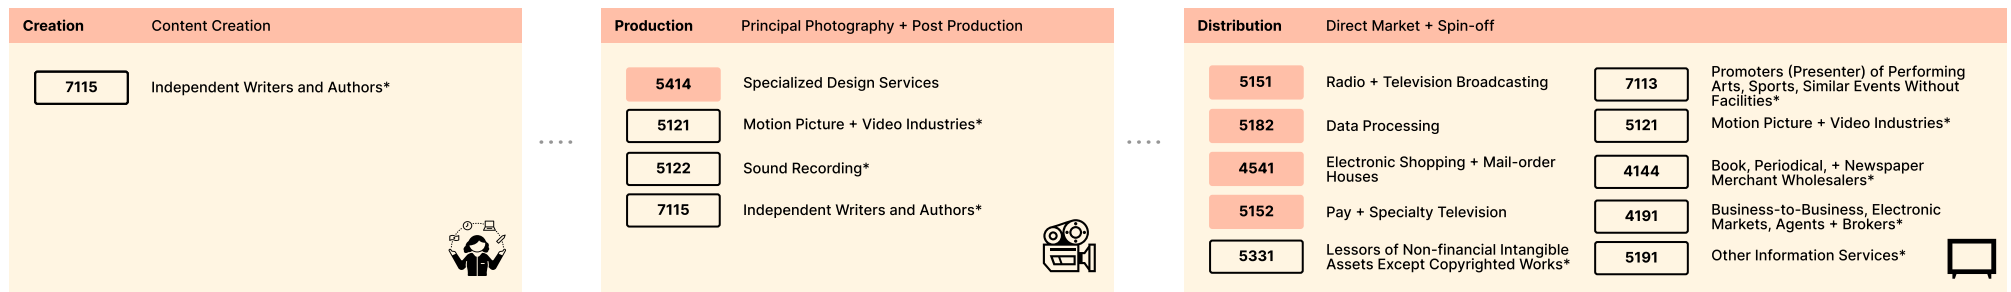 Creation Content Creation
7115 Independent Writers and Authors*
Production Principal Photography + Post Production
5414 Specialized Design Services
5121 Motion Picture + Video Industries*
5122 Sound Recording*
7115 Independent Writers and Authors*
Distribution Direct Market + Spin-off
5151 Radio + Television Broadcasting
5182 Data Processing
4541 Electronic Shopping + Mail-order
Houses
5152 Pay + Specialty Television
5331 Lessors of Non-financial Intangible
Assets Except Copyrighted Works*
7113 Promoters (Presenter) of Performing
Arts, Sports, Similar Events Without
Facilities*
5121 Motion Picture + Video Industries*
4144 Book, Periodical, + Newspaper
Merchant Wholesalers*
4191 Business-to-Business, Electronic
Markets, Agents + Brokers*
5191 Other Information Services*